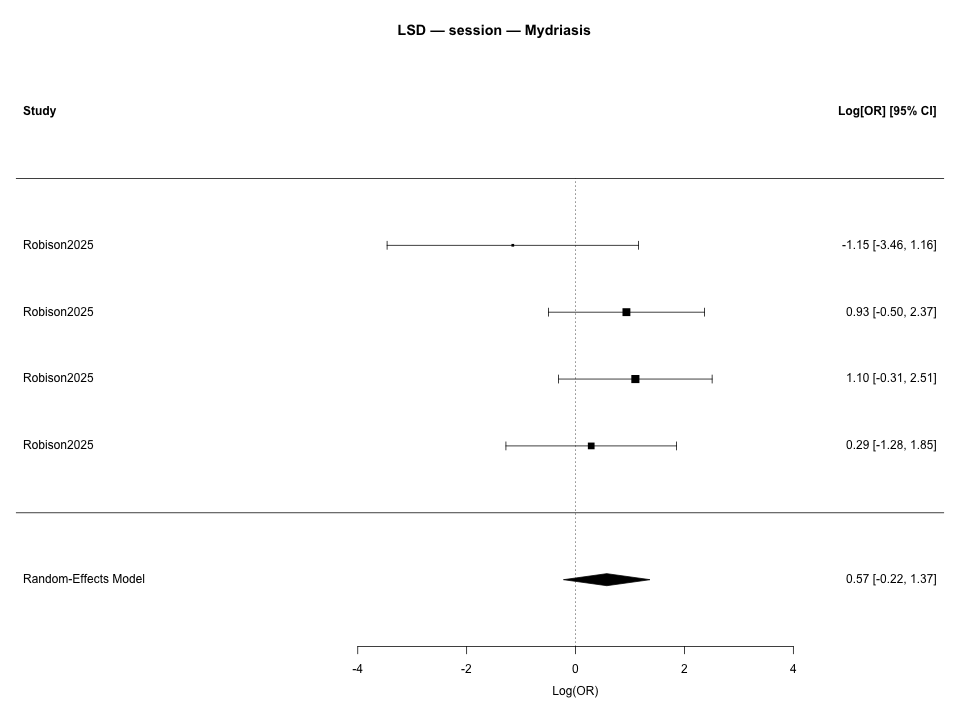 LSD — session — Mydriasis
Study Log[OR] [95% CI]
Robison2025 -1.15 [-3.46, 1.16]
Robison2025 0.93 [-0.50, 2.37]
Robison2025 1.10 [-0.31, 2.51]
Robison2025 0.29 [-1.28, 1.85]
Random-Effects Model 0.57 [-0.22, 1.37]
-4 -2 0 2 4
Log(OR)